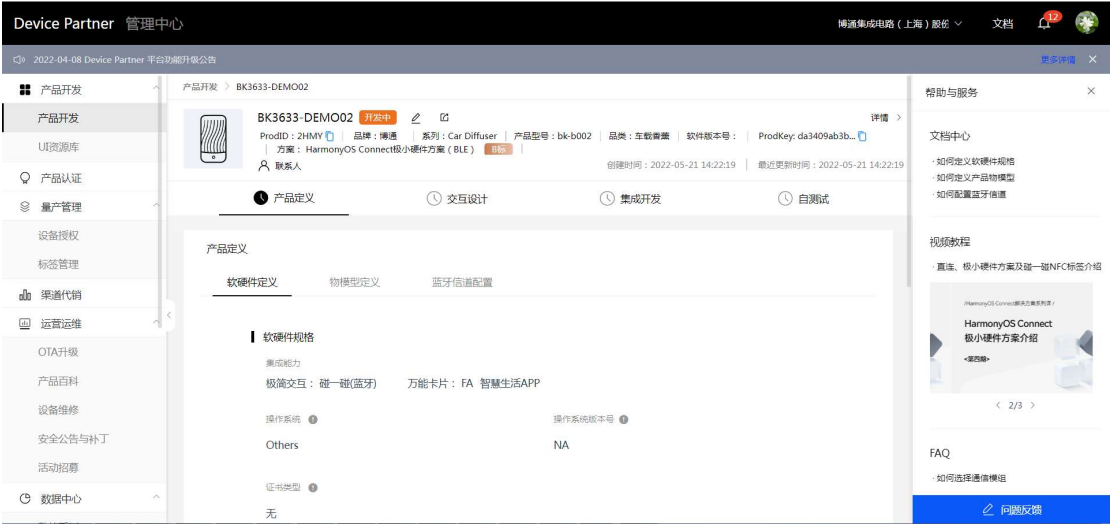 Device Partner 管理中心
博通集成电路（上海）股份
文档
12
2022-04-08 Device Partner 平台功能升级公告
更多详情
产品开发
产品开发
UI资源库
产品认证
量产管理
设备授权
标签管理
渠道代销
运营运维
OTA升级
产品百科
设备维修
安全公告与补丁
活动招募
数据中心
产品开发 > BK3633-DEMO02
BK3633-DEMO02 开发中
详情 >
ProdID：2HMY | 品牌：博通 | 系列：Car Diffuser | 产品型号：bk-b002 | 品类：车载香薰 | 软件版本号： | ProdKey: da3409ab3b...
| 方案：HarmonyOS Connect极小硬件方案（BLE） B标 |
联系人
创建时间：2022-05-21 14:22:19 | 最近更新时间：2022-05-21 14:22:19
产品定义
交互设计
集成开发
自测试
产品定义
软硬件定义
物模型定义
蓝牙信道配置
软硬件规格
集成能力
极简交互： 碰一碰(蓝牙) 万能卡片： FA 智慧生活APP
操作系统
操作系统版本号
Others
NA
证书类型
无
帮助与服务
文档中心
·如何定义软硬件规格
·如何定义产品物模型
·如何配置蓝牙信道
视频教程
·直连、极小硬件方案及碰一碰NFC标签介绍
/HarmonyOS Connect解决方案系列课/
HarmonyOS Connect
极小硬件方案介绍
<第四期>
< 2/3 >
FAQ
·如何选择通信模组
问题反馈